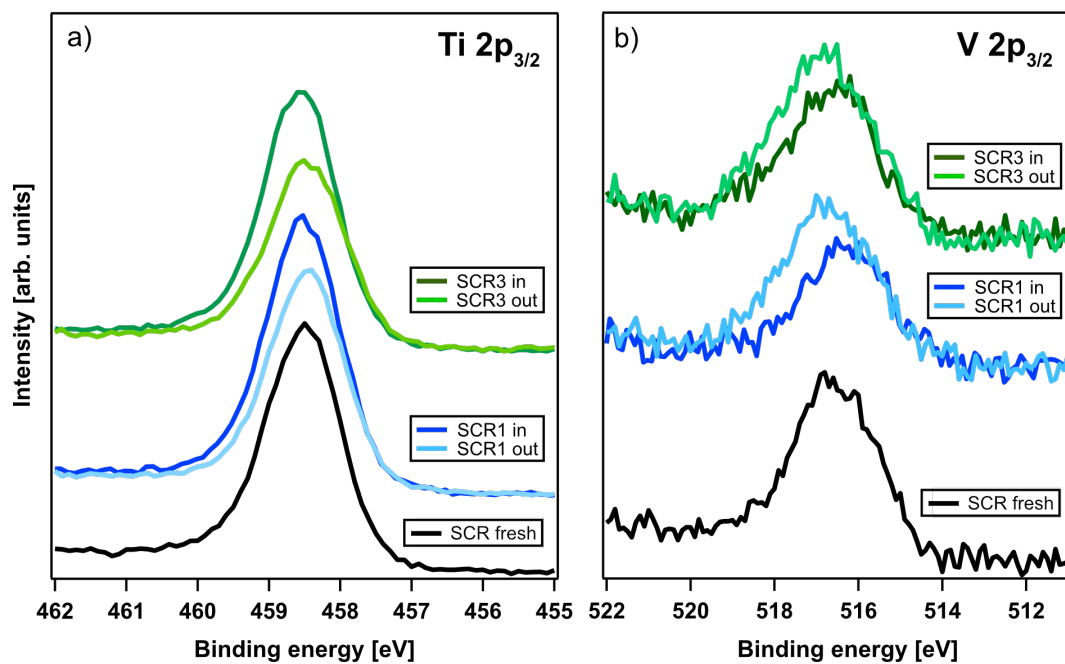 a)
Ti 2p3/2
SCR3 in
SCR3 out
SCR1 in
SCR1 out
SCR fresh
Intensity [arb. units]
462 461 460 459 458 457 456 455
Binding energy [eV]
b)
V 2p3/2
SCR3 in
SCR3 out
SCR1 in
SCR1 out
SCR fresh
522 520 518 516 514 512
Binding energy [eV]